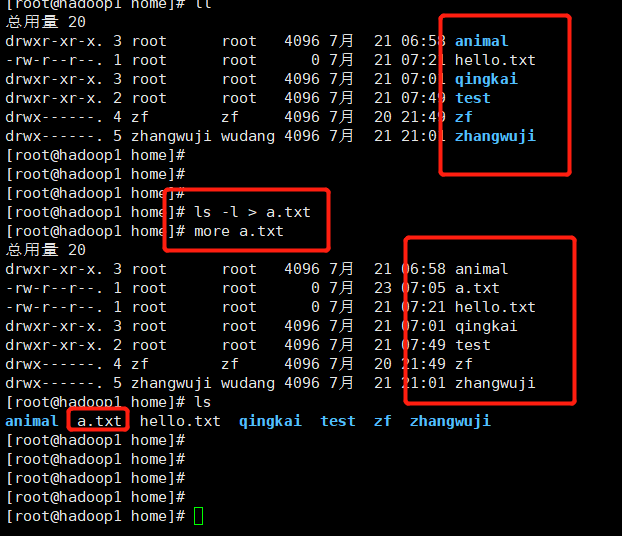 [root@hadoop1 home]# ll
总用量 20
drwxr-xr-x. 3 root      root   4096 7月  21 06:58 animal
-rw-r--r--. 1 root      root      0 7月  21 07:21 hello.txt
drwxr-xr-x. 3 root      root   4096 7月  21 07:01 qingkai
drwxr-xr-x. 2 root      root   4096 7月  21 07:49 test
drwx------. 4 zf        zf     4096 7月  20 21:49 zf
drwx------. 5 zhangwuji wudang 4096 7月  21 21:01 zhangwuji
[root@hadoop1 home]#
[root@hadoop1 home]#
[root@hadoop1 home]#
[root@hadoop1 home]# ls -l > a.txt
[root@hadoop1 home]# more a.txt
总用量 20
drwxr-xr-x. 3 root      root   4096 7月  21 06:58 animal
-rw-r--r--. 1 root      root      0 7月  23 07:05 a.txt
-rw-r--r--. 1 root      root      0 7月  21 07:21 hello.txt
drwxr-xr-x. 3 root      root   4096 7月  21 07:01 qingkai
drwxr-xr-x. 2 root      root   4096 7月  21 07:49 test
drwx------. 4 zf        zf     4096 7月  20 21:49 zf
drwx------. 5 zhangwuji wudang 4096 7月  21 21:01 zhangwuji
[root@hadoop1 home]# ls
animal  a.txt  hello.txt  qingkai  test  zf  zhangwuji
[root@hadoop1 home]#
[root@hadoop1 home]#
[root@hadoop1 home]#
[root@hadoop1 home]#
[root@hadoop1 home]#